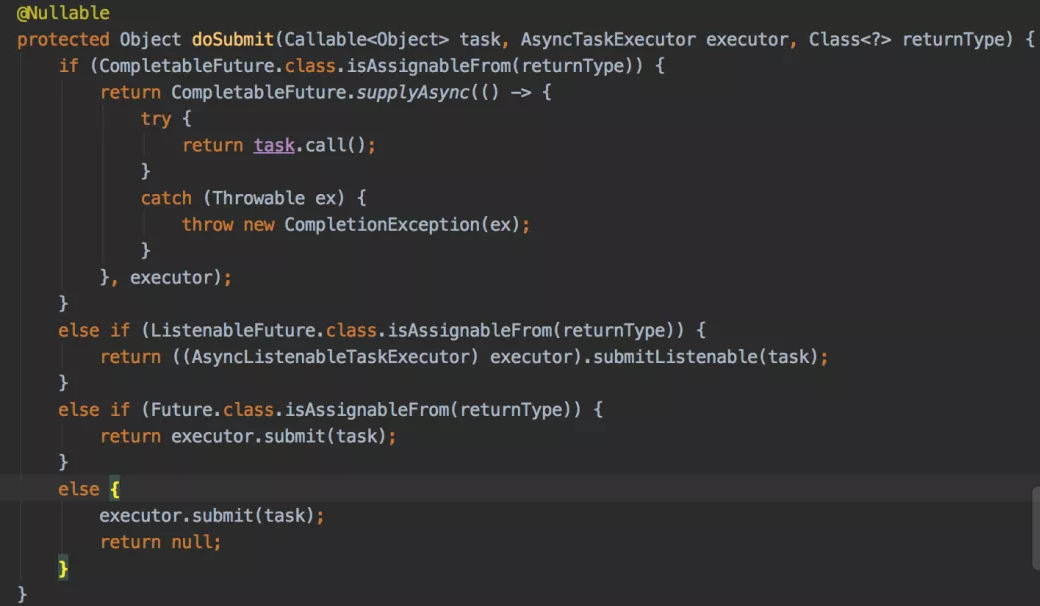 @Nullable
protected Object doSubmit(Callable<Object> task, AsyncTaskExecutor executor, Class<?> returnType) {
    if (CompletableFuture.class.isAssignableFrom(returnType)) {
        return CompletableFuture.supplyAsync(() -> {
            try {
                return task.call();
            }
            catch (Throwable ex) {
                throw new CompletionException(ex);
            }
        }, executor);
    }
    else if (ListenableFuture.class.isAssignableFrom(returnType)) {
        return ((AsyncListenableTaskExecutor) executor).submitListenable(task);
    }
    else if (Future.class.isAssignableFrom(returnType)) {
        return executor.submit(task);
    }
    else {
        executor.submit(task);
        return null;
    }
}